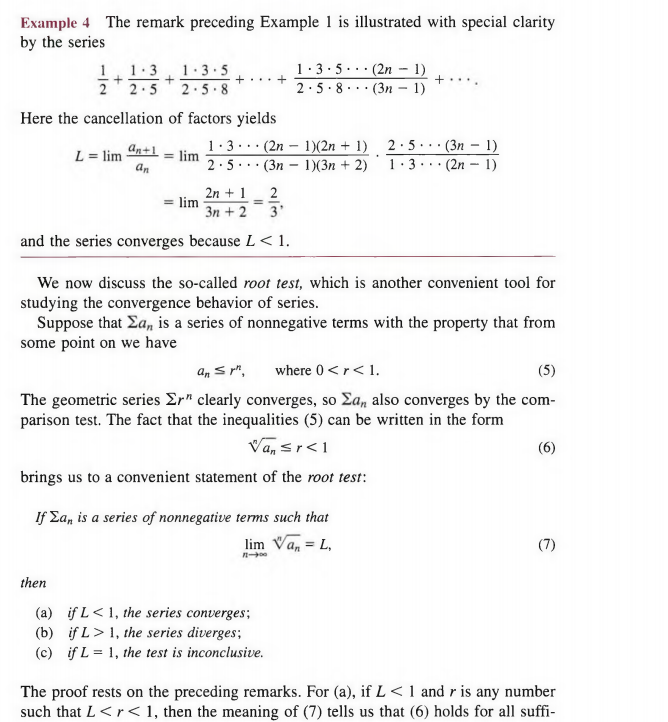 Example 4 The remark preceding Example 1 is illustrated with special clarity
by the series
1/2 + 1 · 3/2 · 5 + 1 · 3 · 5/2 · 5 · 8 + · · · + 1 · 3 · 5 · · · (2n − 1)/2 · 5 · 8 · · · (3n − 1) + · · · .
Here the cancellation of factors yields
L = lim aₙ₊₁/aₙ = lim 1 · 3 · · · (2n − 1)(2n + 1)/2 · 5 · · · (3n − 1)(3n + 2) · 2 · 5 · · · (3n − 1)/1 · 3 · · · (2n − 1)
= lim 2n + 1/3n + 2 = 2/3,
and the series converges because L < 1.
We now discuss the so-called root test, which is another convenient tool for
studying the convergence behavior of series.
Suppose that Σaₙ is a series of nonnegative terms with the property that from
some point on we have
aₙ ≤ rⁿ, where 0 < r < 1. (5)
The geometric series Σrⁿ clearly converges, so Σaₙ also converges by the com-
parison test. The fact that the inequalities (5) can be written in the form
ⁿ√aₙ ≤ r < 1 (6)
brings us to a convenient statement of the root test:
If Σaₙ is a series of nonnegative terms such that
lim n→∞ ⁿ√aₙ = L, (7)
then
(a) if L < 1, the series converges;
(b) if L > 1, the series diverges;
(c) if L = 1, the test is inconclusive.
The proof rests on the preceding remarks. For (a), if L < 1 and r is any number
such that L < r < 1, then the meaning of (7) tells us that (6) holds for all suffi-